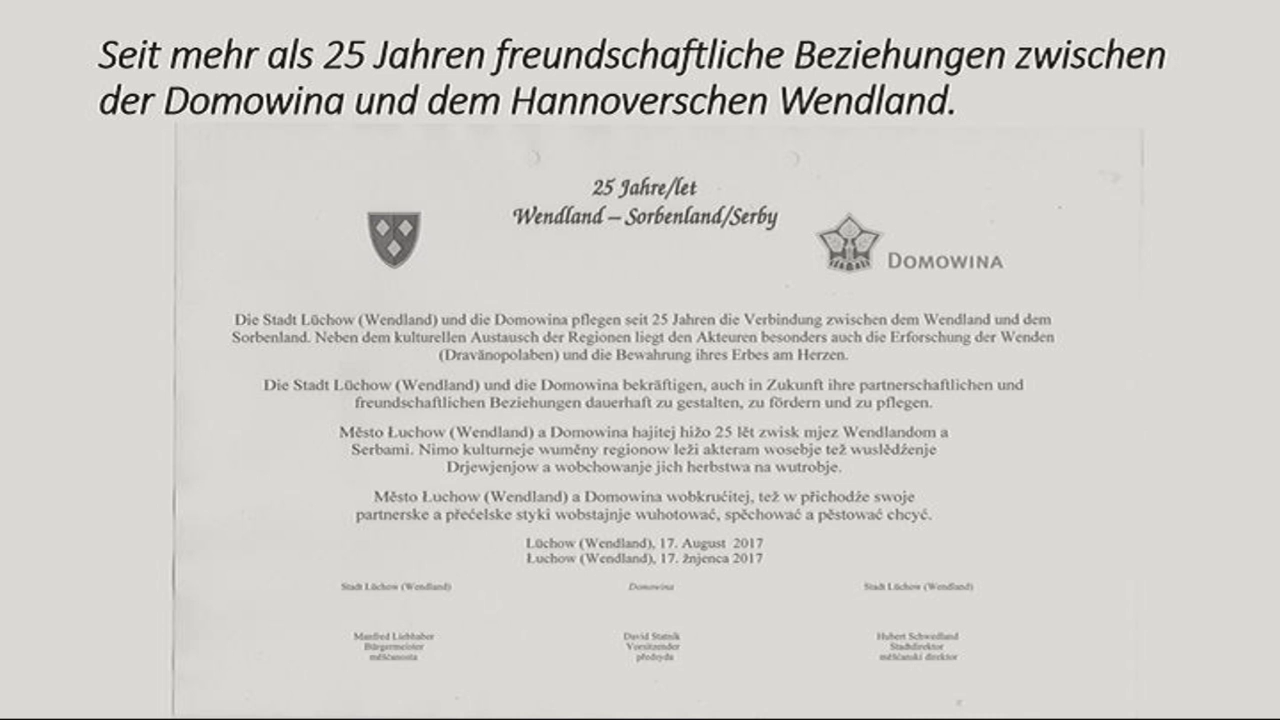 Seit mehr als 25 Jahren freundschaftliche Beziehungen zwischen
der Domowina und dem Hannoverschen Wendland.
25 Jahre/let
Wendland – Sorbenland/Serby
DOMOWINA
Die Stadt Lüchow (Wendland) und die Domowina pflegen seit 25 Jahren die Verbindung zwischen dem Wendland und dem
Sorbenland. Neben dem kulturellen Austausch der Regionen liegt den Akteuren besonders auch die Erforschung der Wenden
(Dravänopolaben) und die Bewahrung ihres Erbes am Herzen.
Die Stadt Lüchow (Wendland) und die Domowina bekräftigen, auch in Zukunft ihre partnerschaftlichen und
freundschaftlichen Beziehungen dauerhaft zu gestalten, zu fördern und zu pflegen.
Město Łuchow (Wendland) a Domowina hajitej hižo 25 lět zwisk mjez Wendlandom a
Serbami. Nimo kulturneje wuměny regionow leži akteram wosebje tež wuslědźenje
Drjewjenjow a wobchowanje jich herbstwa na wutrobje.
Město Łuchow (Wendland) a Domowina wobkrućitej, tež w přichodźe swoje
partnerske a přećelske styki wobstajnje wuhotować, spěchować a pěstować chcyć.
Lüchow (Wendland), 17. August 2017
Łuchow (Wendland), 17. žnjenca 2017
Stadt Lüchow (Wendland)
Domowina
Stadt Lüchow (Wendland)
Manfred Liebhaber
Bürgermeister
měšćanosta
David Statnik
Vorsitzender
předsyda
Hubert Schwedland
Stadtdirektor
měšćanski direktor